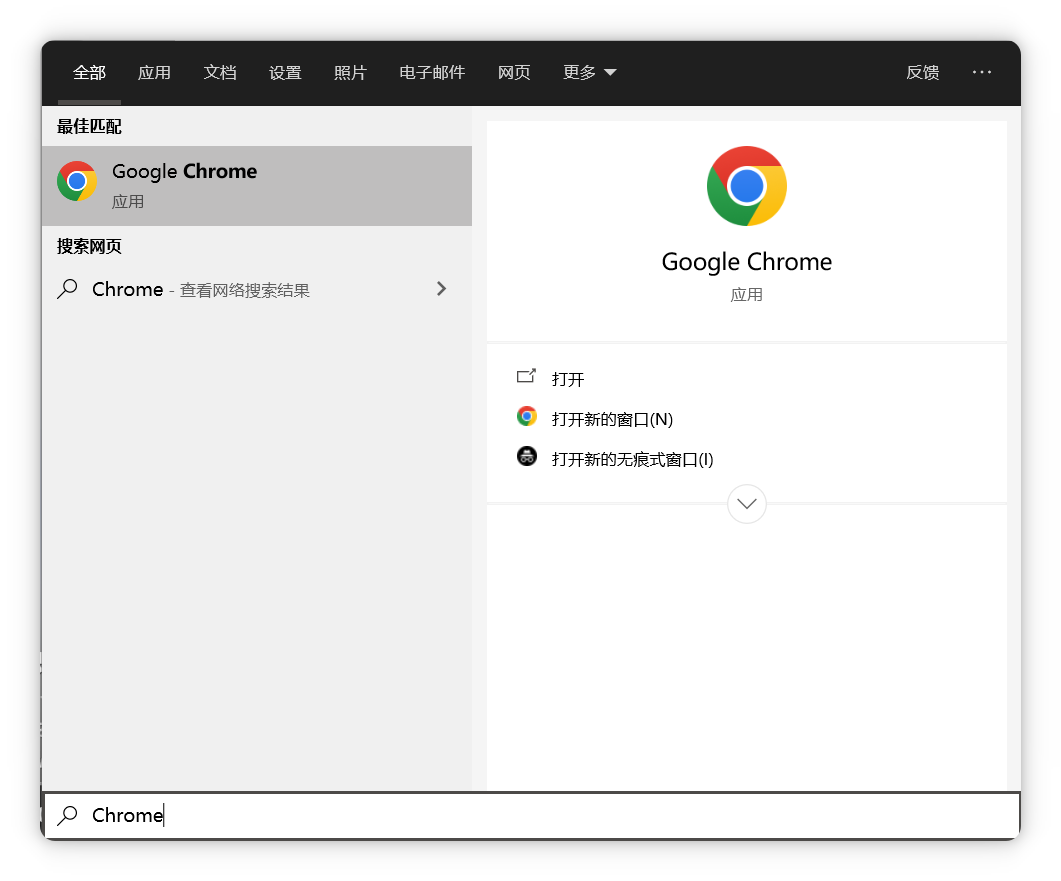 全部 应用 文档 设置 照片 电子邮件 网页 更多 反馈 ···
最佳匹配
Google Chrome
应用
搜索网页
Chrome - 查看网络搜索结果
Google Chrome
应用
打开
打开新的窗口(N)
打开新的无痕式窗口(I)
Chrome